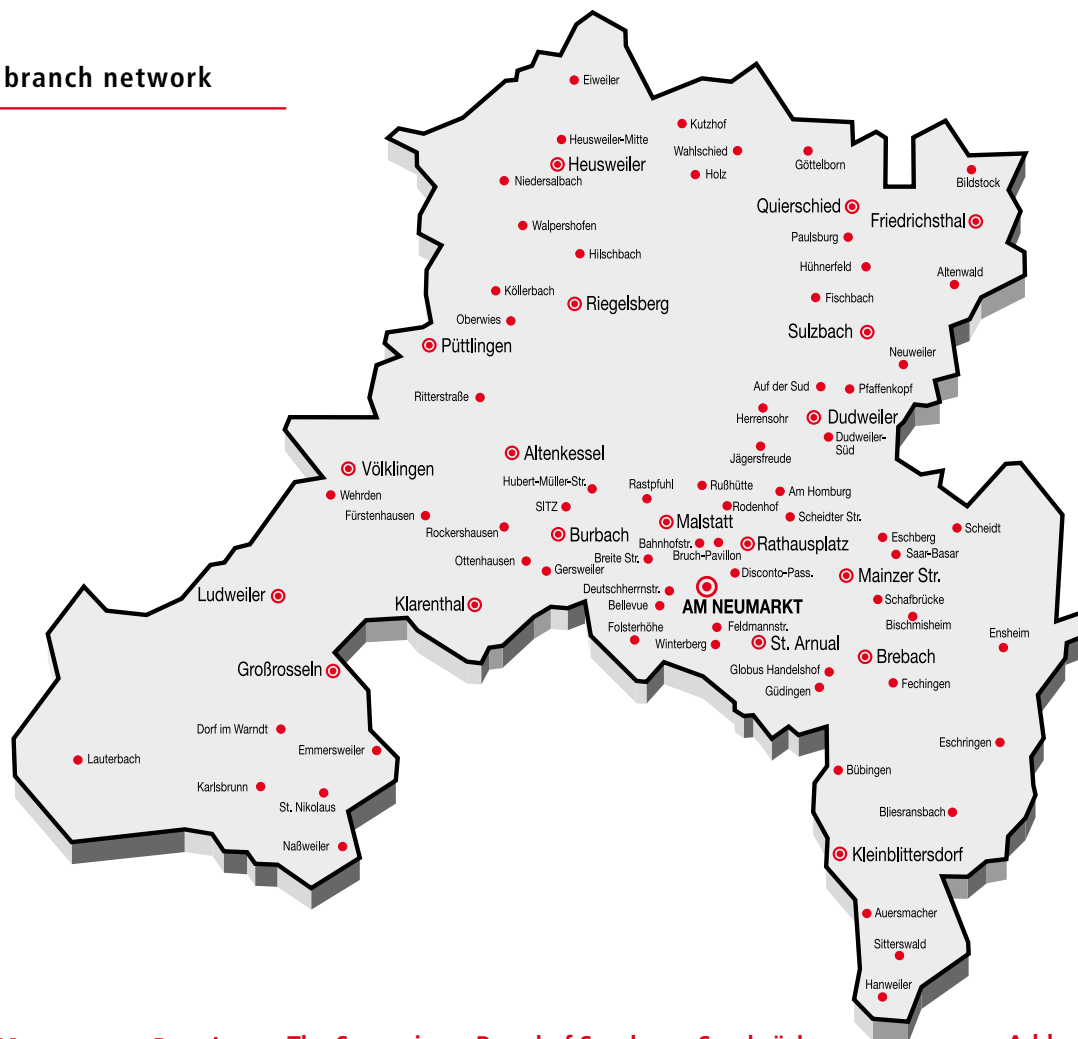 branch network
Eiweiler
Kutzhof
Heusweiler-Mitte
Wahlschied
Göttelborn
Heusweiler
Holz
Bildstock
Niedersalbach
Quierschied
Friedrichsthal
Walpershofen
Paulsburg
Hilschbach
Hühnerfeld
Altenwald
Köllerbach
Fischbach
Riegelsberg
Oberwies
Sulzbach
Püttlingen
Neuweiler
Auf der Sud
Pfaffenkopf
Ritterstraße
Herrensohr
Dudweiler
Dudweiler-
Süd
Jägersfreude
Altenkessel
Völklingen
Hubert-Müller-Str.
Rastpfuhl
Rußhütte
Am Homburg
Wehrden
SITZ
Rodenhof
Fürstenhausen
Scheidter Str.
Malstatt
Rockershausen
Scheidt
Burbach
Eschberg
Bahnhofstr.
Rathausplatz
Saar-Basar
Bruch-Pavillon
Ottenhausen
Breite Str.
Gersweiler
Disconto-Pass.
Mainzer Str.
Deutschherrnstr.
Ludweiler
Klarenthal
Bellevue
AM NEUMARKT
Schafbrücke
Bischmisheim
Folsterhöhe
Feldmannstr.
Ensheim
Winterberg
St. Arnual
Brebach
Großrosseln
Globus Handelshof
Güdingen
Fechingen
Dorf im Warndt
Emmersweiler
Eschringen
Lauterbach
Bübingen
Karlsbrunn
St. Nikolaus
Bliesransbach
Naßweiler
Kleinblittersdorf
Auersmacher
Sitterswald
Hanweiler